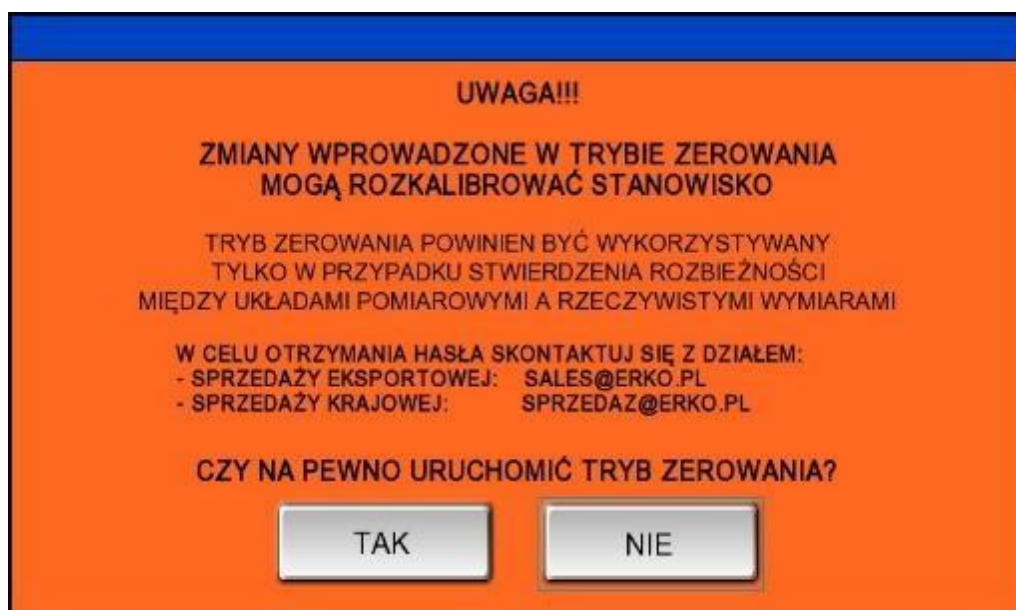 UWAGA!!!
ZMIANY WPROWADZONE W TRYBIE ZEROWANIA
MOGĄ ROZKALIBROWAĆ STANOWISKO
TRYB ZEROWANIA POWINIEN BYĆ WYKORZYSTYWANY
TYLKO W PRZYPADKU STWIERDZENIA ROZBIEŻNOŚCI
MIĘDZY UKŁADAMI POMIAROWYMI A RZECZYWISTYMI WYMIARAMI
W CELU OTRZYMANIA HASŁA SKONTAKTUJ SIĘ Z DZIAŁEM:
- SPRZEDAŻY EKSPORTOWEJ: SALES@ERKO.PL
- SPRZEDAŻY KRAJOWEJ: SPRZEDAZ@ERKO.PL
CZY NA PEWNO URUCHOMIĆ TRYB ZEROWANIA?
TAK NIE